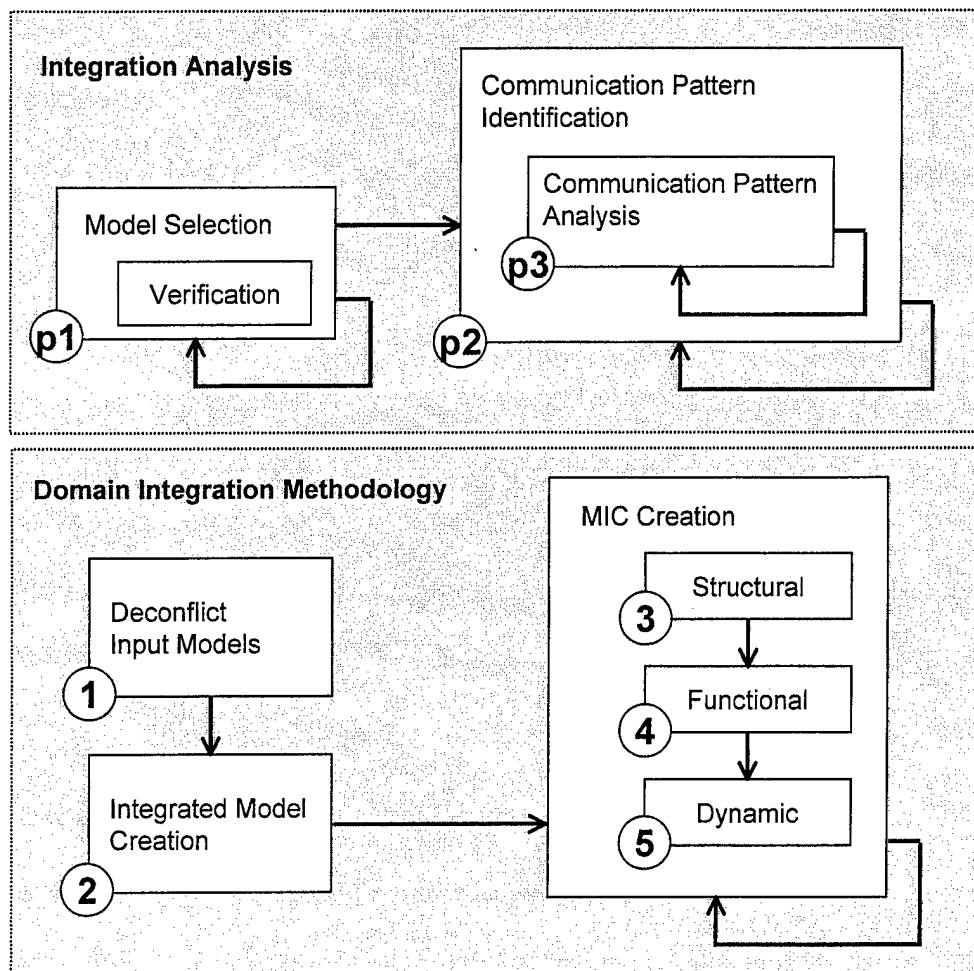 Integration Analysis
Communication Pattern
Identification
Communication Pattern
Analysis
p3
Model Selection
Verification
p1
p2
Domain Integration Methodology
MIC Creation
Deconflict
Input Models
1
Integrated Model
Creation
2
Structural
3
Functional
4
Dynamic
5